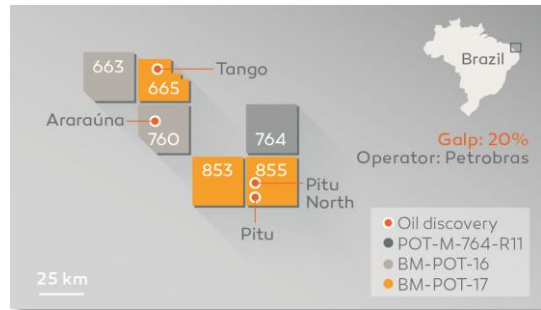 663
665
Tango
Brazil
Araraúna
760
764
Galp: 20%
Operator: Petrobras
853
855
Pitu
North
Pitu
Oil discovery
POT-M-764-R11
BM-POT-16
BM-POT-17
25 km